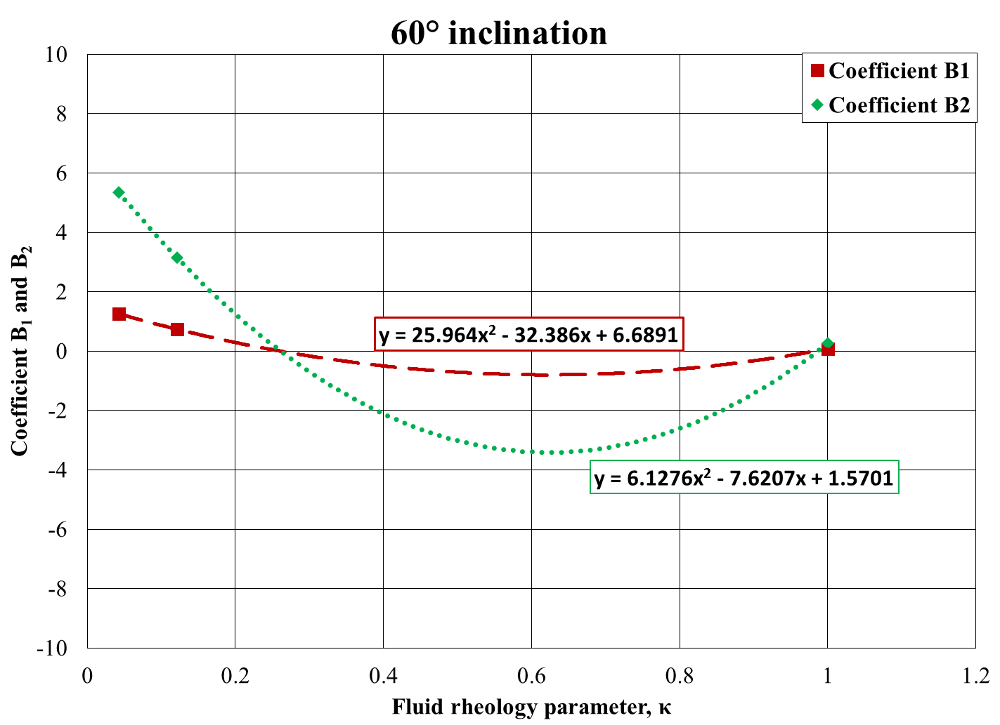 60° inclination
Coefficient B1
Coefficient B2
10
8
6
4
2
0
-2
-4
-6
-8
-10
Coefficient B₁ and B₂
y = 25.964x² - 32.386x + 6.6891
y = 6.1276x² - 7.6207x + 1.5701
0 0.2 0.4 0.6 0.8 1 1.2
Fluid rheology parameter, κ